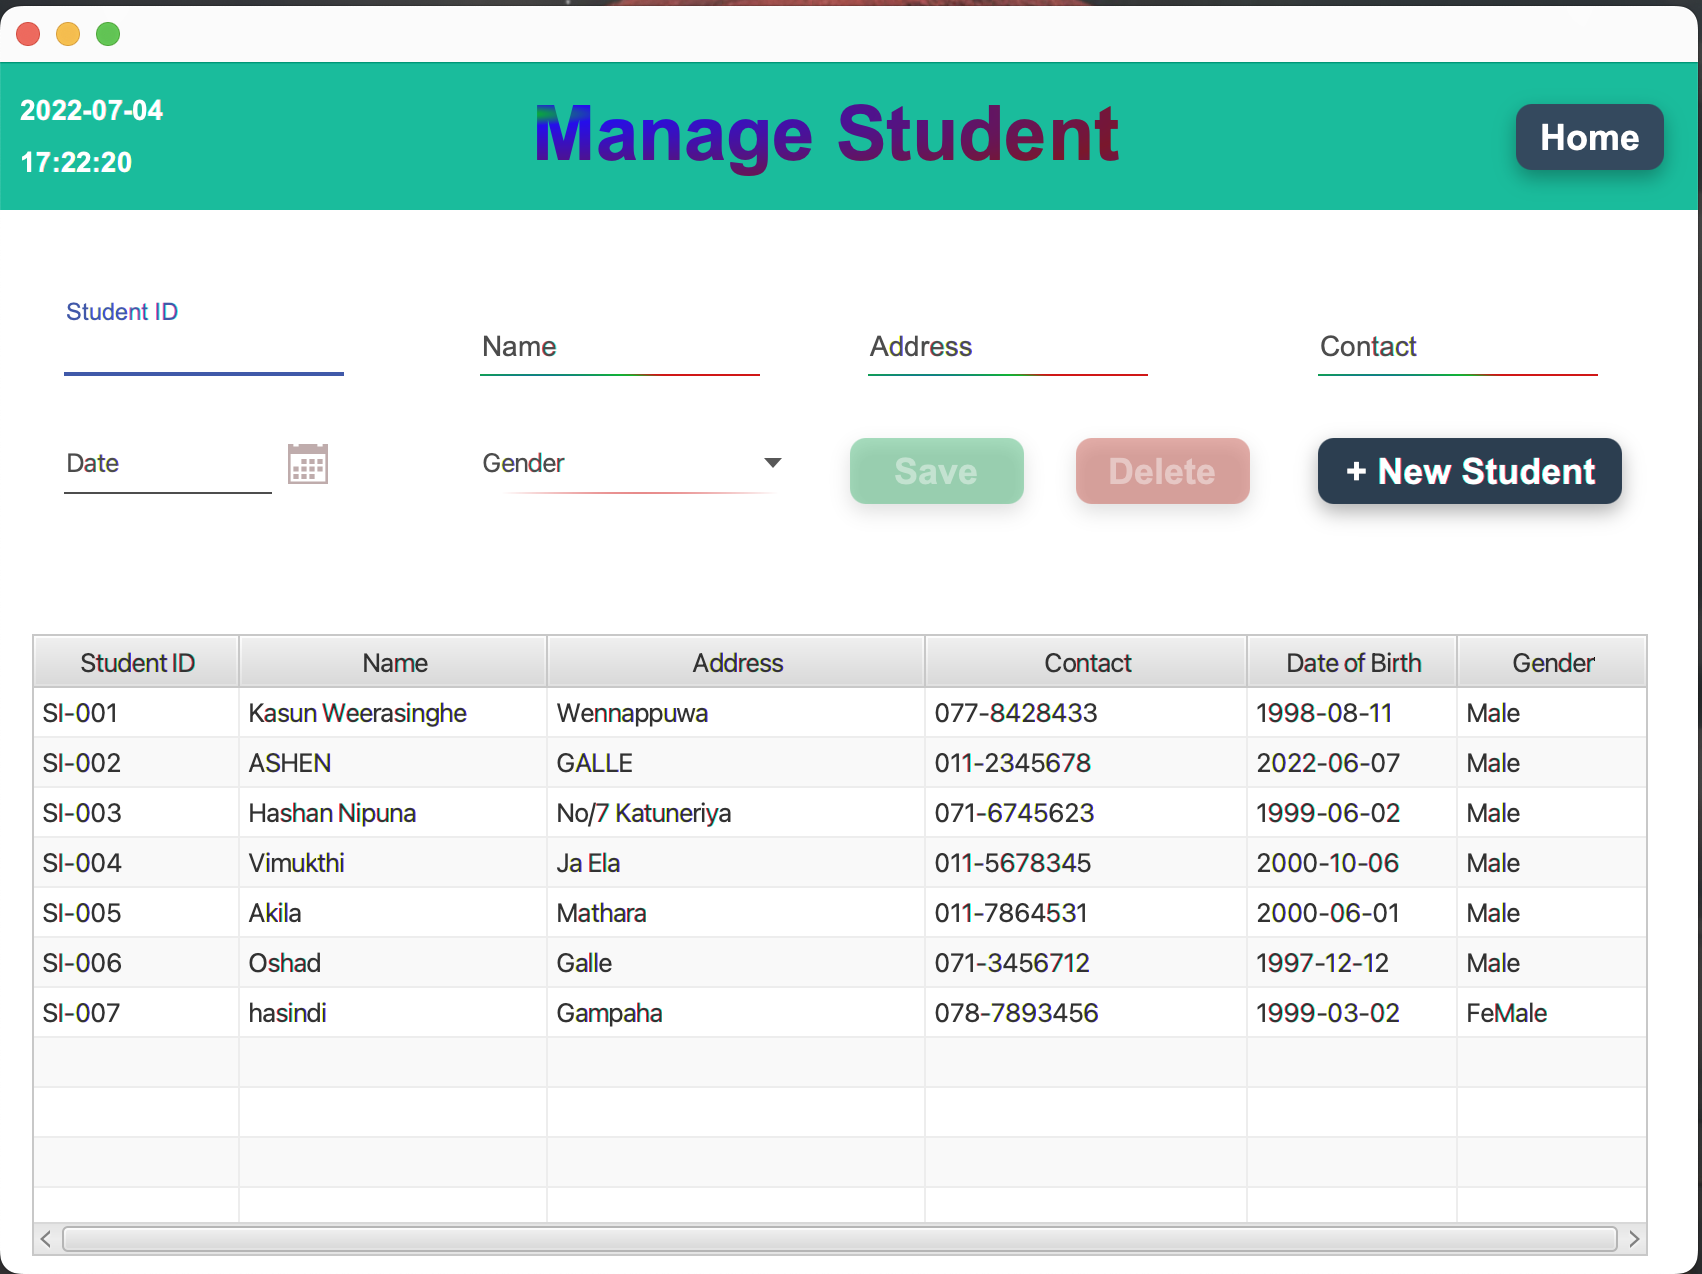 2022-07-04
17:22:20
Manage Student
Home
Student ID
Name
Address
Contact
Date
Gender
Save
Delete
+ New Student
Student ID Name Address Contact Date of Birth Gender
SI-001 Kasun Weerasinghe Wennappuwa 077-8428433 1998-08-11 Male
SI-002 ASHEN GALLE 011-2345678 2022-06-07 Male
SI-003 Hashan Nipuna No/7 Katuneriya 071-6745623 1999-06-02 Male
SI-004 Vimukthi Ja Ela 011-5678345 2000-10-06 Male
SI-005 Akila Mathara 011-7864531 2000-06-01 Male
SI-006 Oshad Galle 071-3456712 1997-12-12 Male
SI-007 hasindi Gampaha 078-7893456 1999-03-02 FeMale